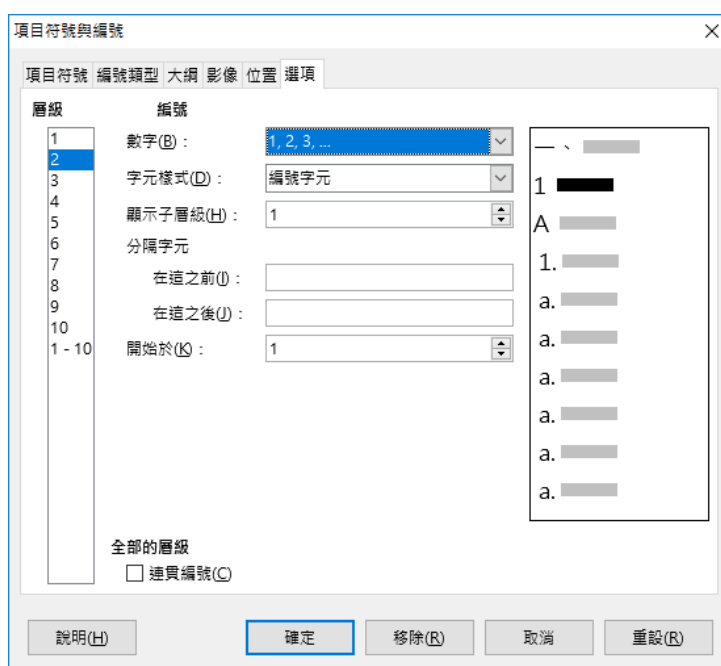 項目符號與編號
項目符號 編號類型 大綱 影像 位置 選項
層級
1
2
3
4
5
6
7
8
9
10
1 - 10
編號
數字(B)： 1, 2, 3, ...
字元樣式(D)： 編號字元
顯示子層級(H)： 1
分隔字元
在這之前(I)：
在這之後(J)：
開始於(K)： 1
一、
1
A
1.
a.
a.
a.
a.
a.
a.
全部的層級
連貫編號(C)
說明(H) 確定 移除(R) 取消 重設(R)